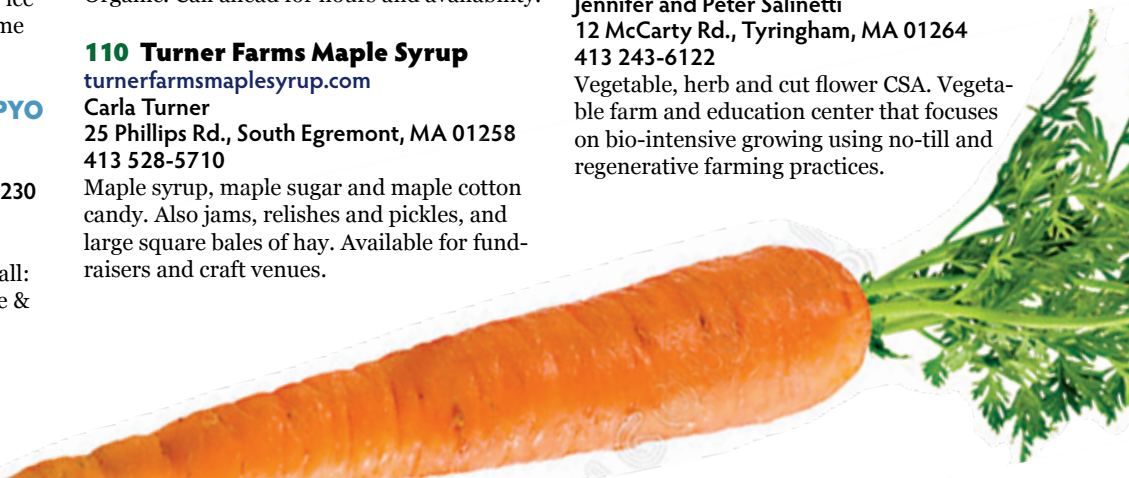 ice
me
PYO
230
all:
e &
Organic. Call ahead for hours and availability.
110 Turner Farms Maple Syrup
turnerfarmsmaplesyrup.com
Carla Turner
25 Phillips Rd., South Egremont, MA 01258
413 528-5710
Maple syrup, maple sugar and maple cotton
candy. Also jams, relishes and pickles, and
large square bales of hay. Available for fund-
raisers and craft venues.
Jennifer and Peter Salinetti
12 McCarty Rd., Tyringham, MA 01264
413 243-6122
Vegetable, herb and cut flower CSA. Vegeta-
ble farm and education center that focuses
on bio-intensive growing using no-till and
regenerative farming practices.